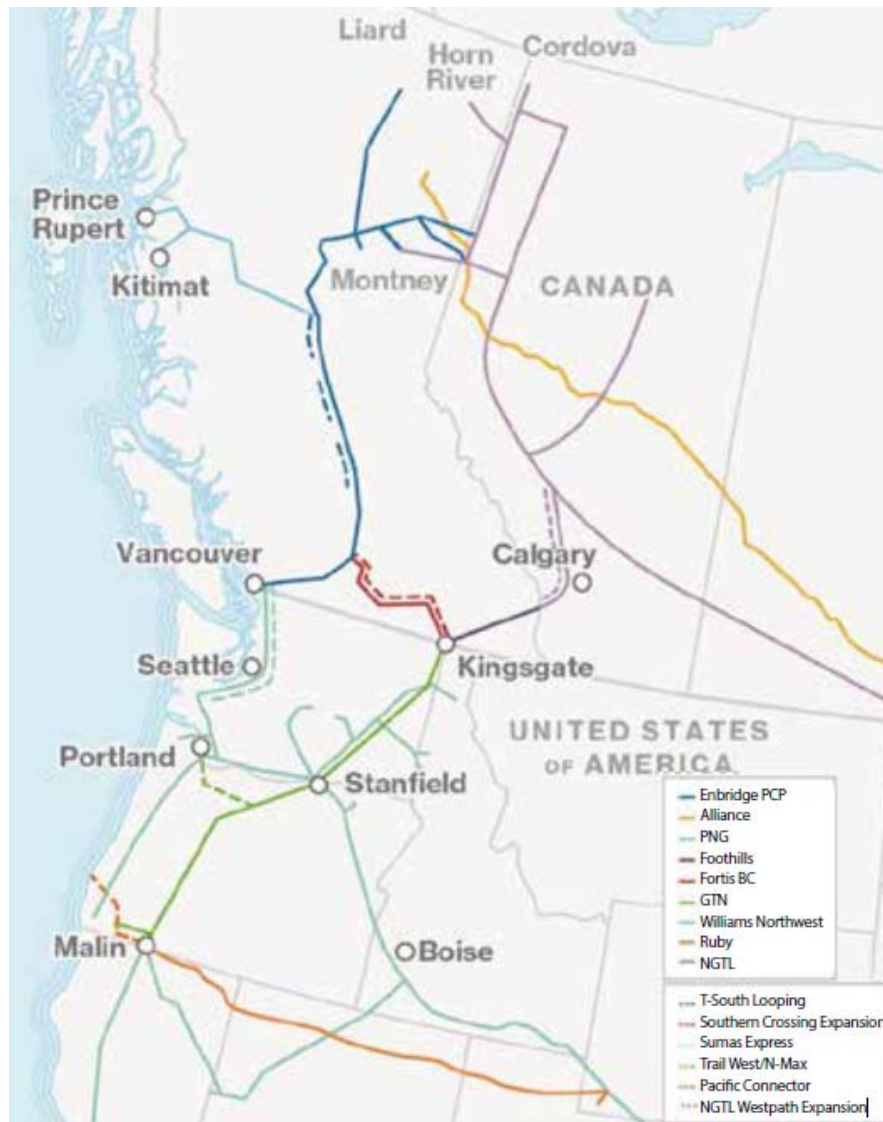 Liard
Horn
River
Cordova
Prince
Rupert
Kitimat
Montney
CANADA
Vancouver
Calgary
Seattle
Kingsgate
Portland
Stanfield
UNITED STATES
OF AMERICA
Malin
Boise
Enbridge PCP
Alliance
PNG
Foothills
Fortis BC
GTN
Williams Northwest
Ruby
NGTL
T-South Looping
Southern Crossing Expansion
Sumas Express
Trail West/N-Max
Pacific Connector
NGTL Westpath Expansion